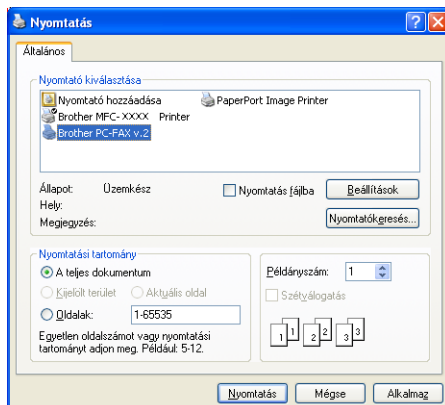 Nyomtatás
Általános
Nyomtató kiválasztása
Nyomtató hozzáadása PaperPort Image Printer
Brother MFC-XXXX Printer
Brother PC-FAX v.2
Állapot: Üzemkész Nyomtatás fájlba Beállítások
Hely:
Megjegyzés: Nyomtatókeresés...
Nyomtatási tartomány
A teljes dokumentum Példányszám: 1
Kijelölt terület Aktuális oldal Szétválogatás
Oldalak: 1-65535
Egyetlen oldalszámot vagy nyomtatási
tartományt adjon meg. Például: 5-12.
1 1 2 2 3 3
Nyomtatás Mégse Alkalmaz